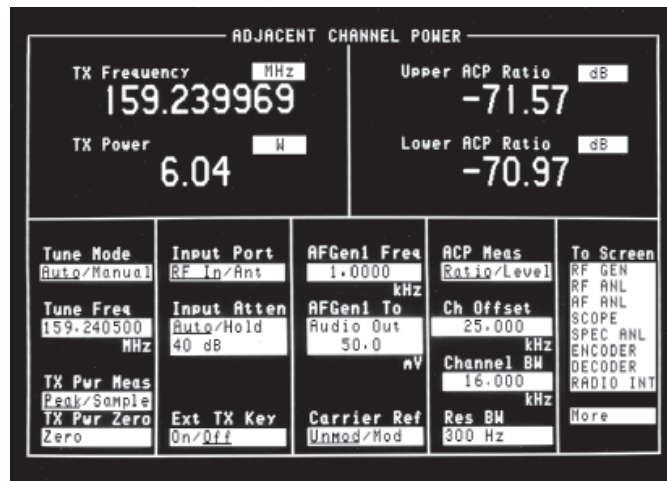 ADJACENT CHANNEL POWER
TX Frequency MHz
159.239969
TX Power W
6.04
Upper ACP Ratio dB
-71.57
Lower ACP Ratio dB
-70.97
Tune Mode
Auto/Manual
Tune Freq
159.240500
MHz
TX Pwr Meas
Peak/Sample
TX Pwr Zero
Zero
Input Port
RF In/Ant
Input Atten
Auto/Hold
40 dB
Ext TX Key
On/Off
AFGen1 Freq
1.0000
kHz
AFGen1 To
Audio Out
50.0
mV
Carrier Ref
Unmod/Mod
ACP Meas
Ratio/Level
Ch Offset
25.000
kHz
Channel BW
16.000
kHz
Res BW
300 Hz
To Screen
RF GEN
RF ANL
AF ANL
SCOPE
SPEC ANL
ENCODER
DECODER
RADIO INT
More